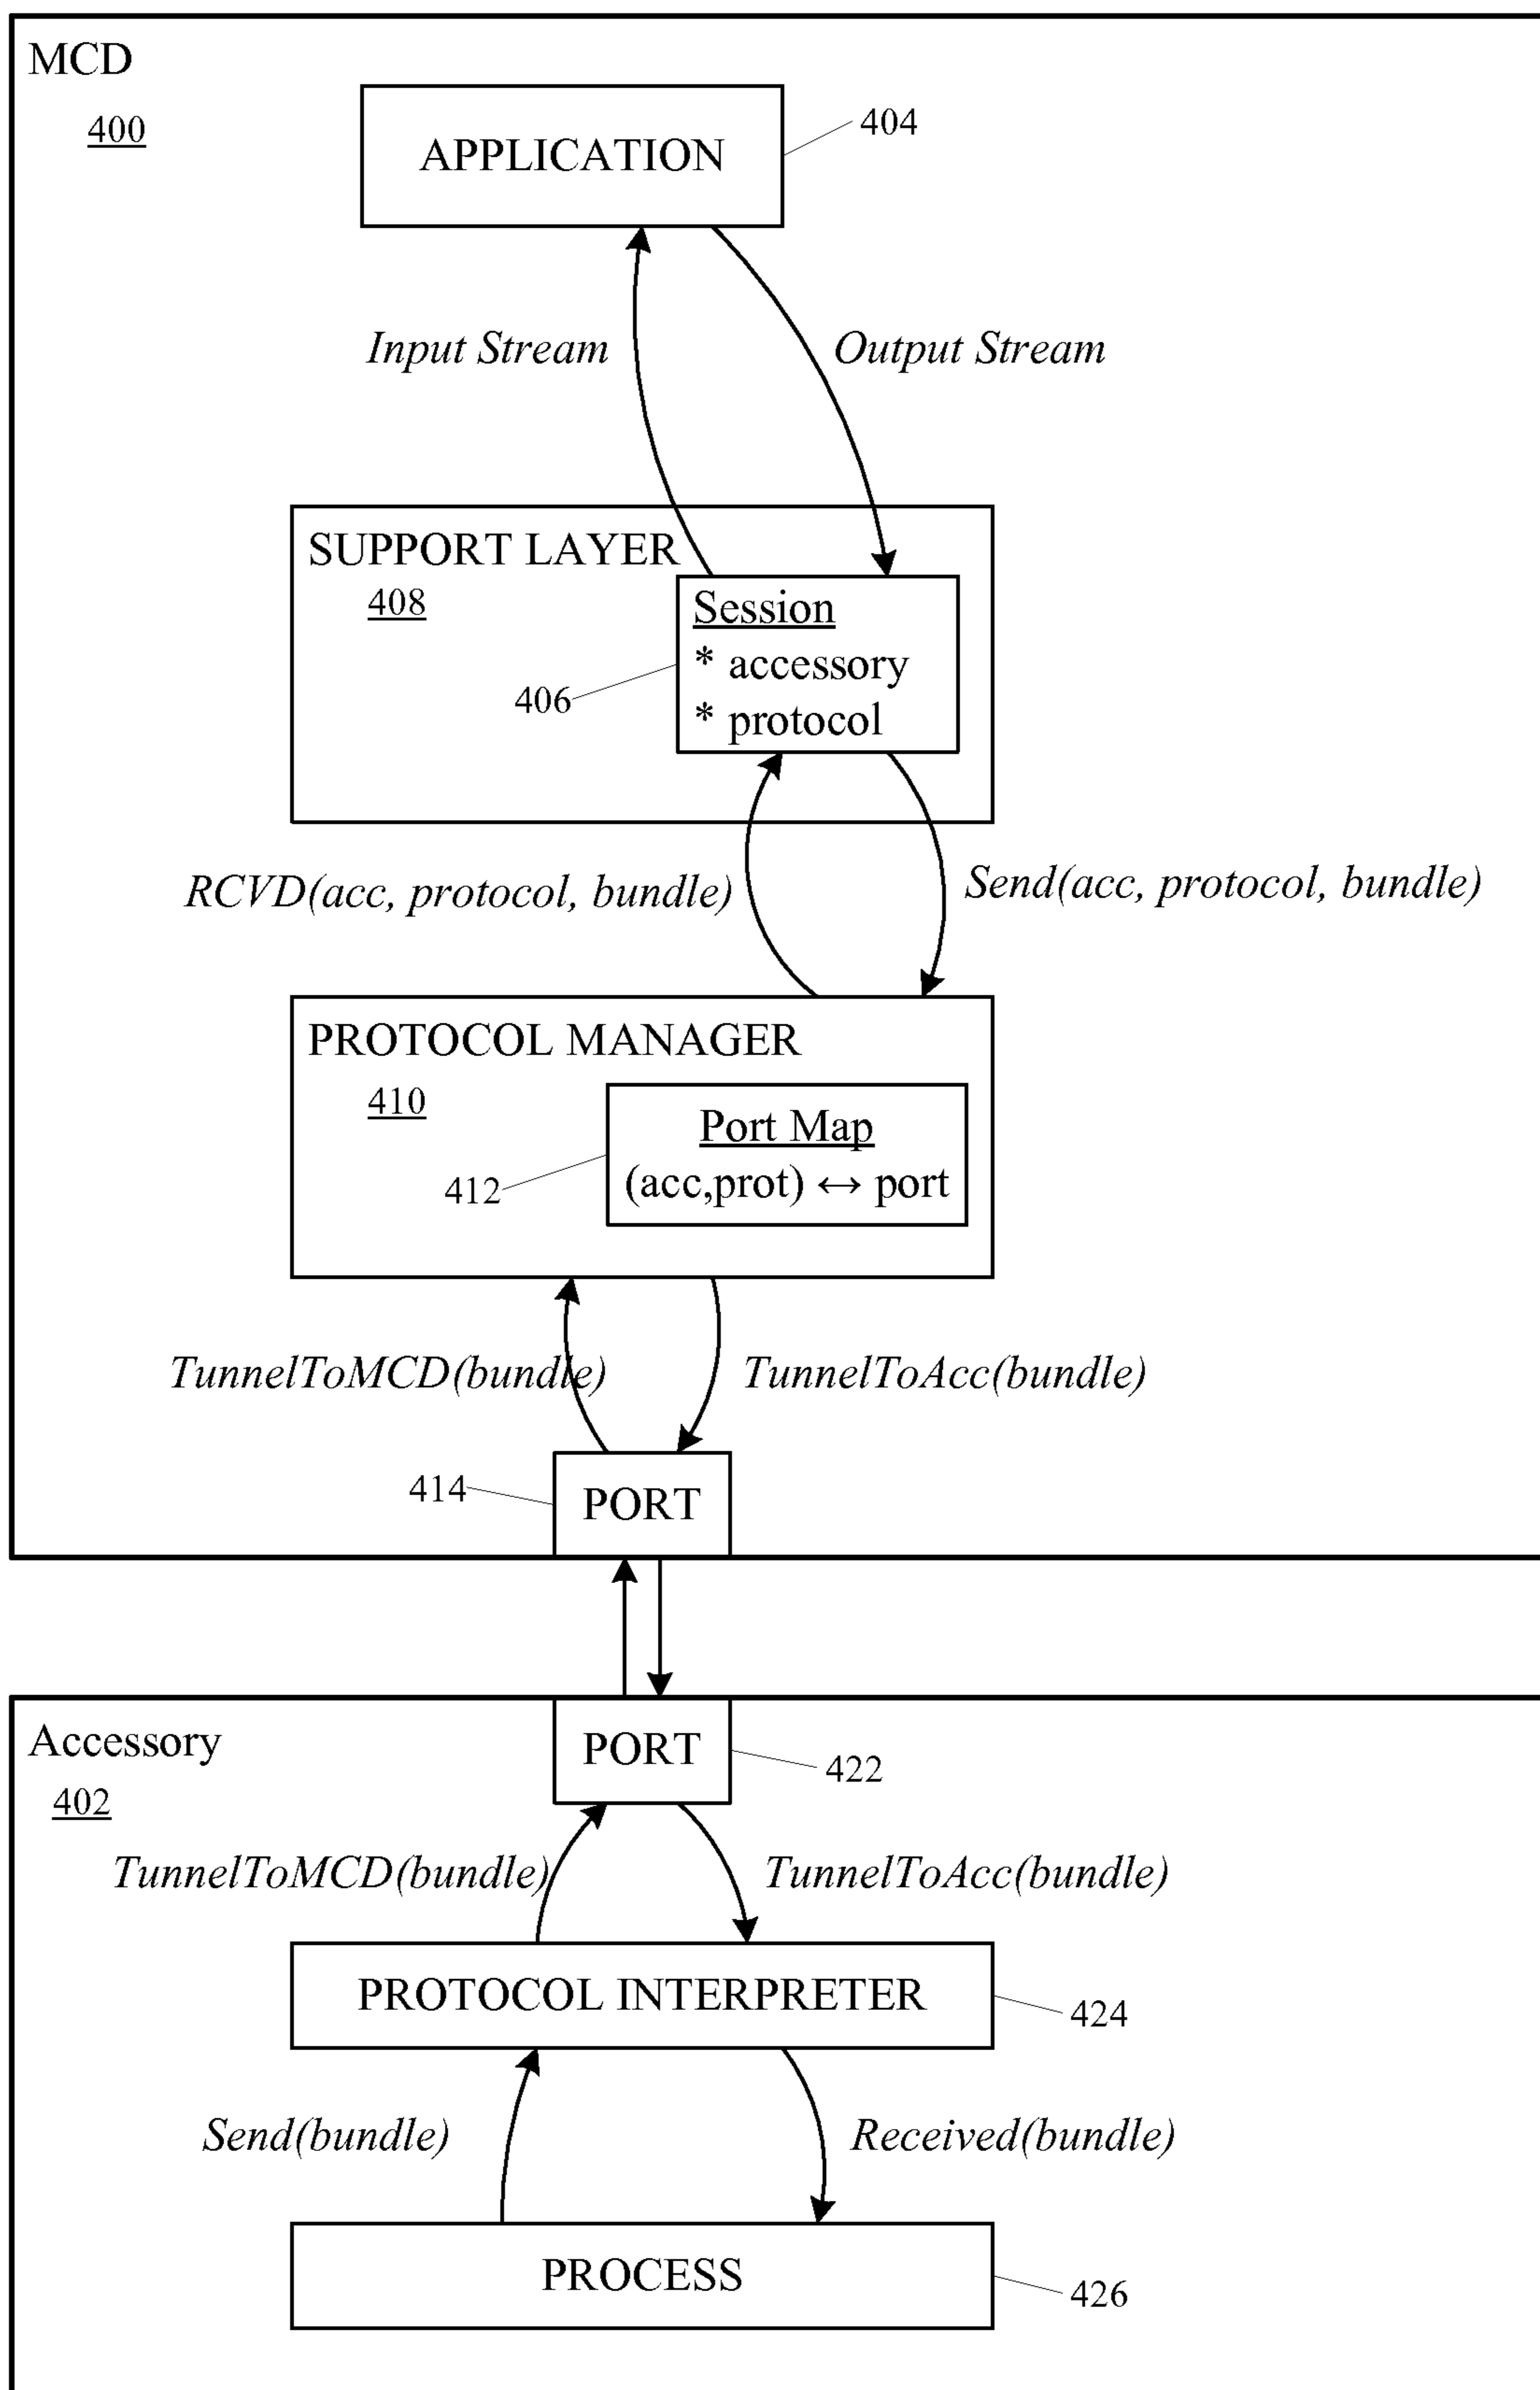 MCD
400
APPLICATION
404
Input Stream
Output Stream
SUPPORT LAYER
408
Session
* accessory
* protocol
406
RCVD(acc, protocol, bundle)
Send(acc, protocol, bundle)
PROTOCOL MANAGER
410
Port Map
(acc,prot) ↔ port
412
TunnelToMCD(bundle)
TunnelToAcc(bundle)
414
PORT
Accessory
402
PORT
422
TunnelToMCD(bundle)
TunnelToAcc(bundle)
PROTOCOL INTERPRETER
424
Send(bundle)
Received(bundle)
PROCESS
426